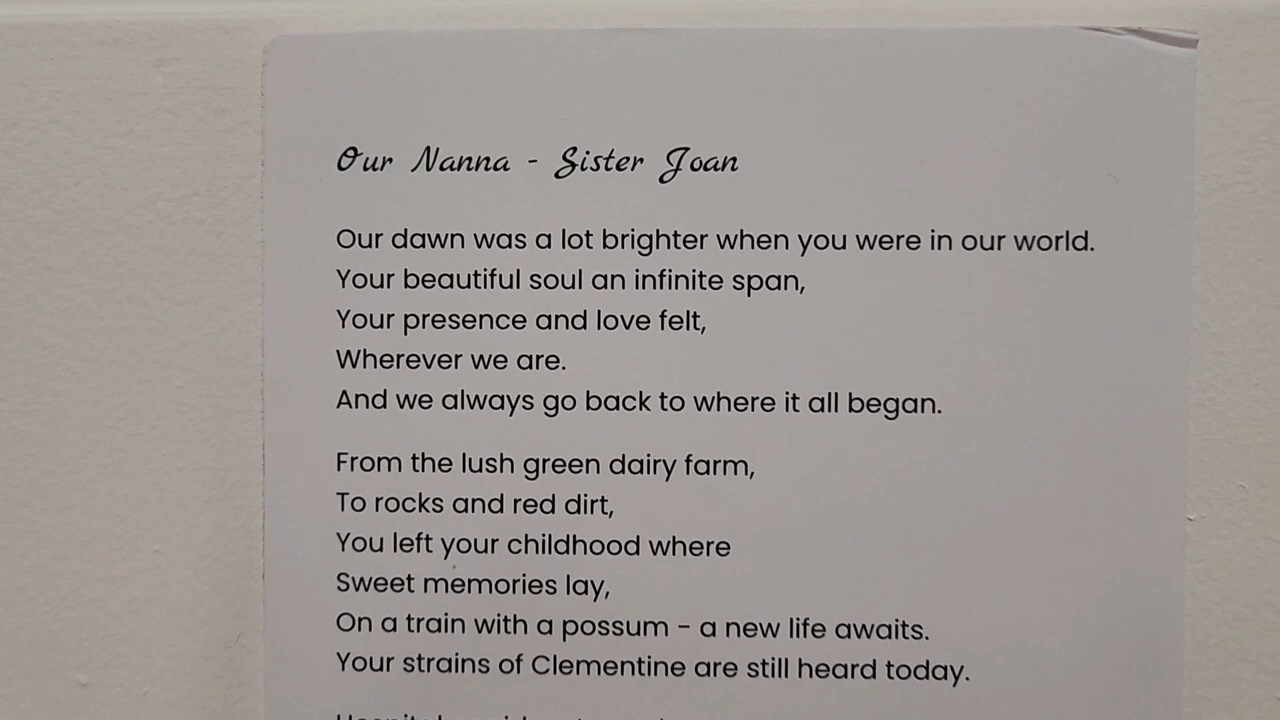 Our Nanna - Sister Joan
Our dawn was a lot brighter when you were in our world.
Your beautiful soul an infinite span,
Your presence and love felt,
Wherever we are.
And we always go back to where it all began.
From the lush green dairy farm,
To rocks and red dirt,
You left your childhood where
Sweet memories lay,
On a train with a possum - a new life awaits.
Your strains of Clementine are still heard today.